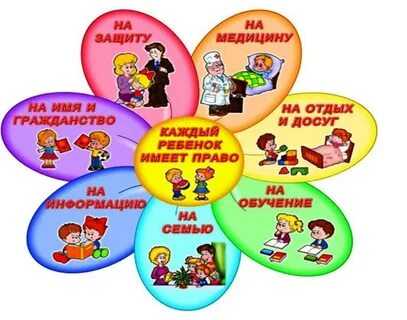 КАЖДЫЙ
РЕБЕНОК
ИМЕЕТ ПРАВО
НА
ЗАЩИТУ
НА
МЕДИЦИНУ
НА ОТДЫХ
И ДОСУГ
НА
ОБУЧЕНИЕ
НА
СЕМЬЮ
НА
ИНФОРМАЦИЮ
НА ИМЯ И
ГРАЖДАНСТВО